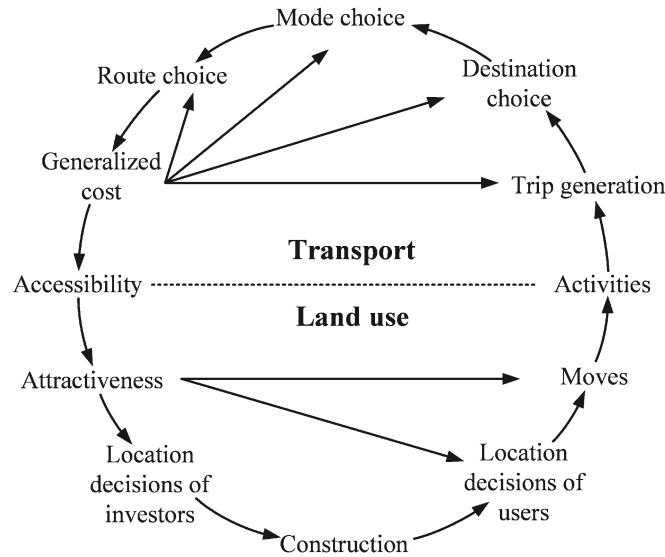 Mode choice
Route choice
Destination
choice
Generalized
cost
Trip generation
Transport
Accessibility
Activities
Land use
Attractiveness
Moves
Location
decisions of
investors
Location
decisions of
users
Construction